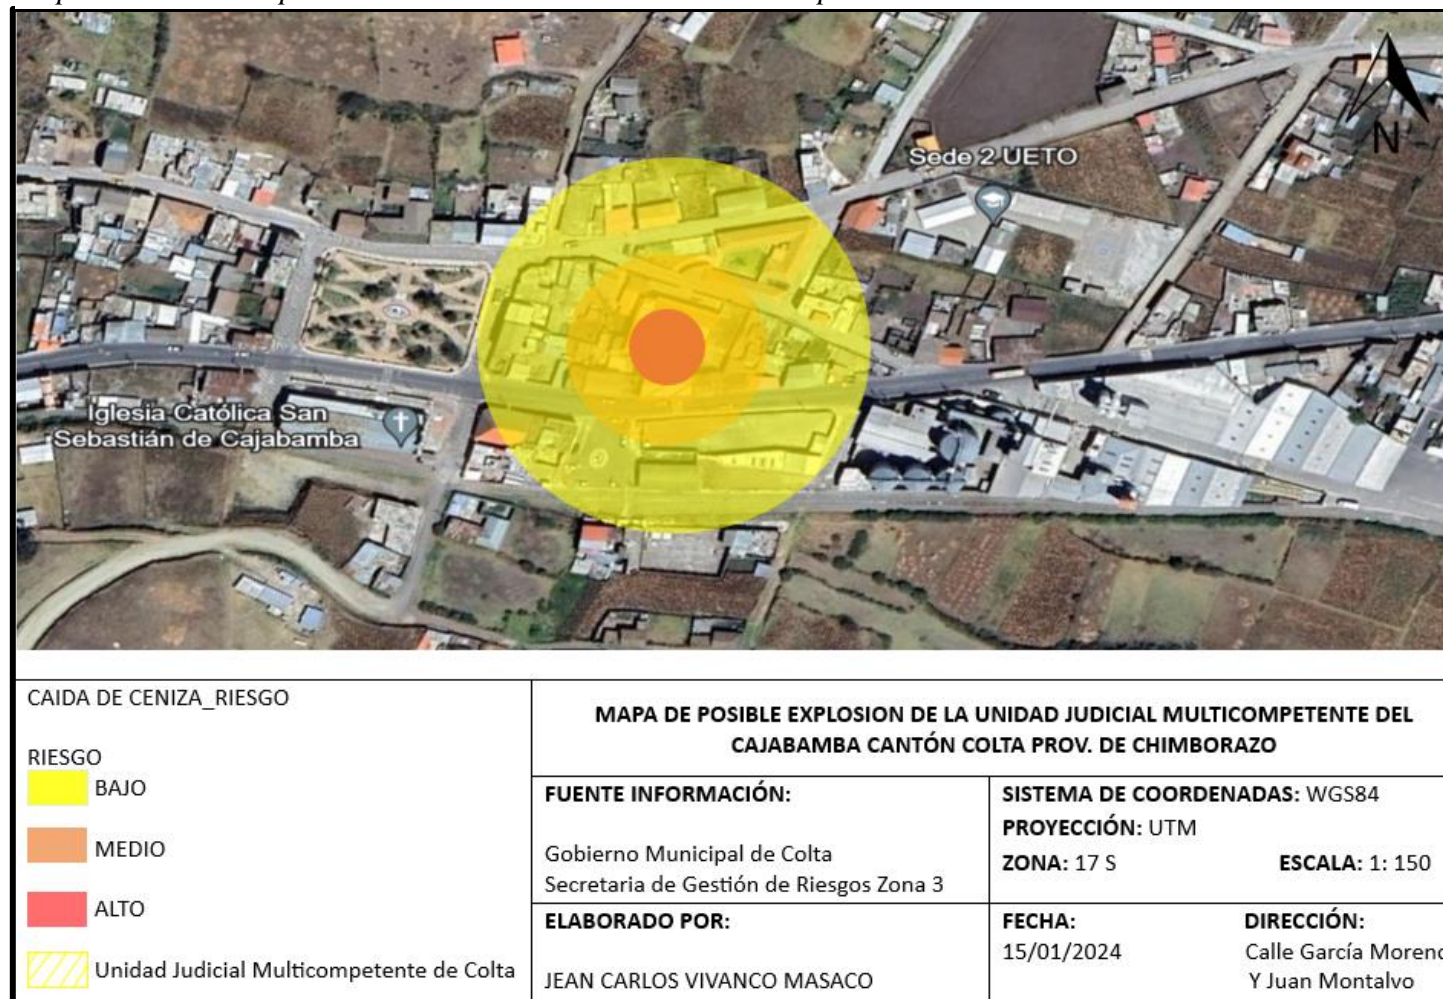 Sede 2 UETO
N
Iglesia Católica San
Sebastián de Cajabamba
CAIDA DE CENIZA_RIESGO
RIESGO
BAJO
MEDIO
ALTO
Unidad Judicial Multicompetente de Colta
MAPA DE POSIBLE EXPLOSION DE LA UNIDAD JUDICIAL MULTICOMPETENTE DEL
CAJABAMBA CANTÓN COLTA PROV. DE CHIMBORAZO
FUENTE INFORMACIÓN:
Gobierno Municipal de Colta
Secretaria de Gestión de Riesgos Zona 3
SISTEMA DE COORDENADAS: WGS84
PROYECCIÓN: UTM
ZONA: 17 S ESCALA: 1: 150
ELABORADO POR:
JEAN CARLOS VIVANCO MASACO
FECHA:
15/01/2024
DIRECCIÓN:
Calle García Moreno
Y Juan Montalvo